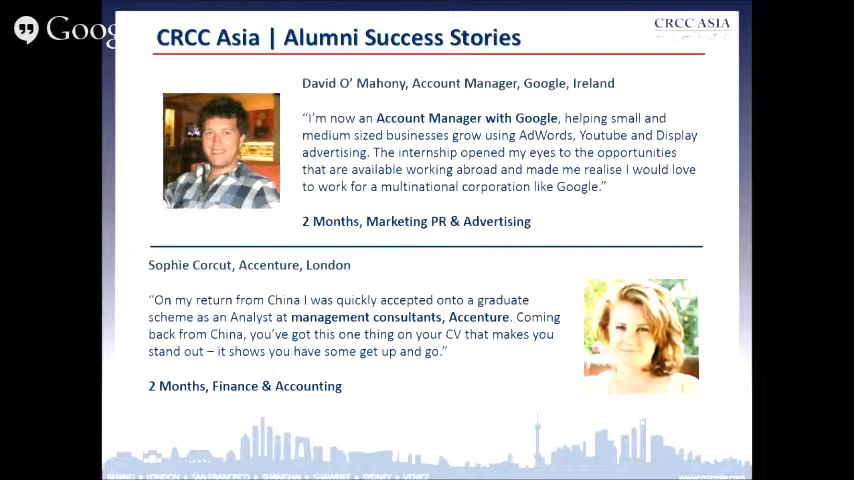 Goog
CRCC ASIA
CRCC Asia | Alumni Success Stories
David O’ Mahony, Account Manager, Google, Ireland
“I’m now an Account Manager with Google, helping small and
medium sized businesses grow using AdWords, Youtube and Display
advertising. The internship opened my eyes to the opportunities
that are available working abroad and made me realise I would love
to work for a multinational corporation like Google.”
2 Months, Marketing PR & Advertising
Sophie Corcut, Accenture, London
“On my return from China I was quickly accepted onto a graduate
scheme as an Analyst at management consultants, Accenture. Coming
back from China, you’ve got this one thing on your CV that makes you
stand out – it shows you have some get up and go.”
2 Months, Finance & Accounting
LONDON SAN FRANCISCO SHANGHAI SYDNEY VENICE